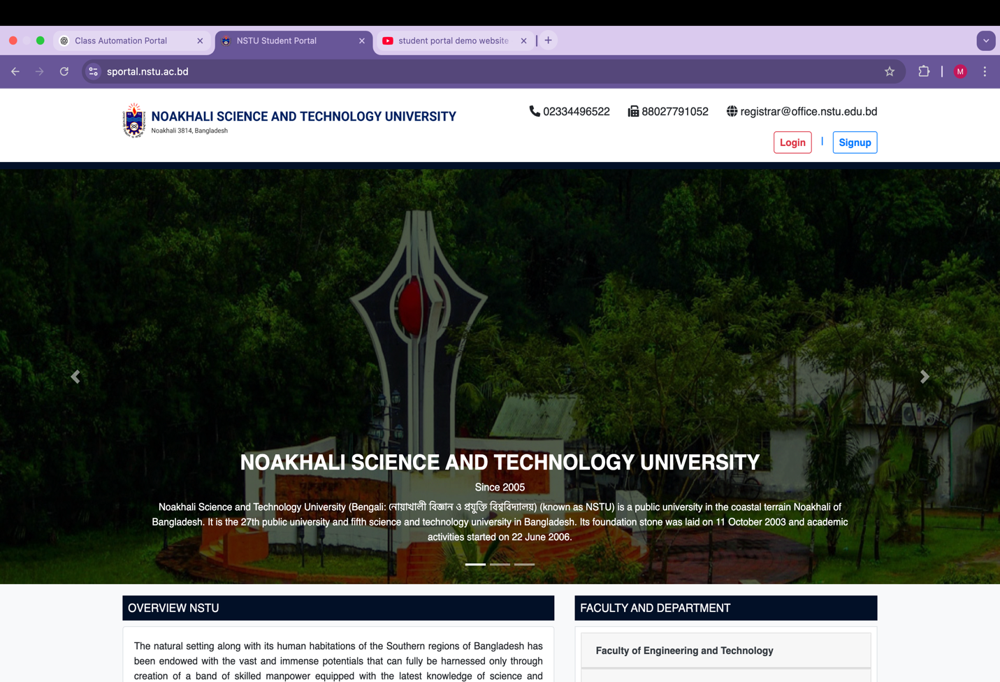 Class Automation Portal
NSTU Student Portal
student portal demo website
sportal.nstu.ac.bd
M
NOAKHALI SCIENCE AND TECHNOLOGY UNIVERSITY
Noakhali 3814, Bangladesh
02334496522
88027791052
registrar@office.nstu.edu.bd
Login | Signup
NOAKHALI SCIENCE AND TECHNOLOGY UNIVERSITY
Since 2005
Noakhali Science and Technology University (Bengali: নোয়াখালী বিজ্ঞান ও প্রযুক্তি বিশ্ববিদ্যালয়) (known as NSTU) is a public university in the coastal terrain Noakhali of
Bangladesh. It is the 27th public university and fifth science and technology university in Bangladesh. Its foundation stone was laid on 11 October 2003 and academic
activities started on 22 June 2006.
OVERVIEW NSTU
The natural setting along with its human habitations of the Southern regions of Bangladesh has
been endowed with the vast and immense potentials that can fully be harnessed only through
creation of a band of skilled manpower equipped with the latest knowledge of science and
FACULTY AND DEPARTMENT
Faculty of Engineering and Technology